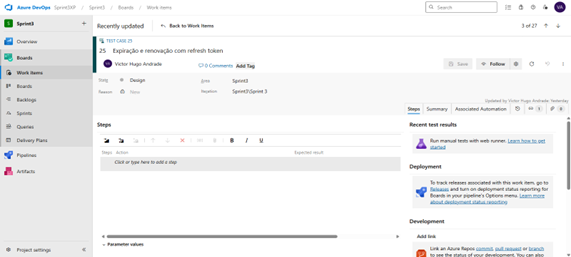 Azure DevOps SprintSXP / Sprint3 / Boards / Work items
Search
VA
Sprint3
Overview
Boards
Work items
Boards
Backlogs
Sprints
Queries
Delivery Plans
Pipelines
Artifacts
Project settings
Recently updated
Back to Work Items
3 of 27
TEST CASE 25
25 Expiração e renovação com refresh token
VA Victor Hugo Andrade
0 Comments Add Tag
Save
Follow
Design
Area
Sprint3
Reason
New
Iteration
Sprint3\Sprint 3
Updated by Victor Hugo Andrade: Yesterday
Steps Summary Associated Automation
Steps
B I U
Steps Action Expected result
Click or type here to add a step
Parameter values
Recent test results
Run manual tests with web runner. Learn how to get
started
Deployment
To track releases associated with this work item, go to
Releases and turn on deployment status reporting for
Boards in your pipeline's Options menu. Learn more
about deployment status reporting
Development
Add link
Link an Azure Repos commit, pull request or branch
to see the status of your development. You can also